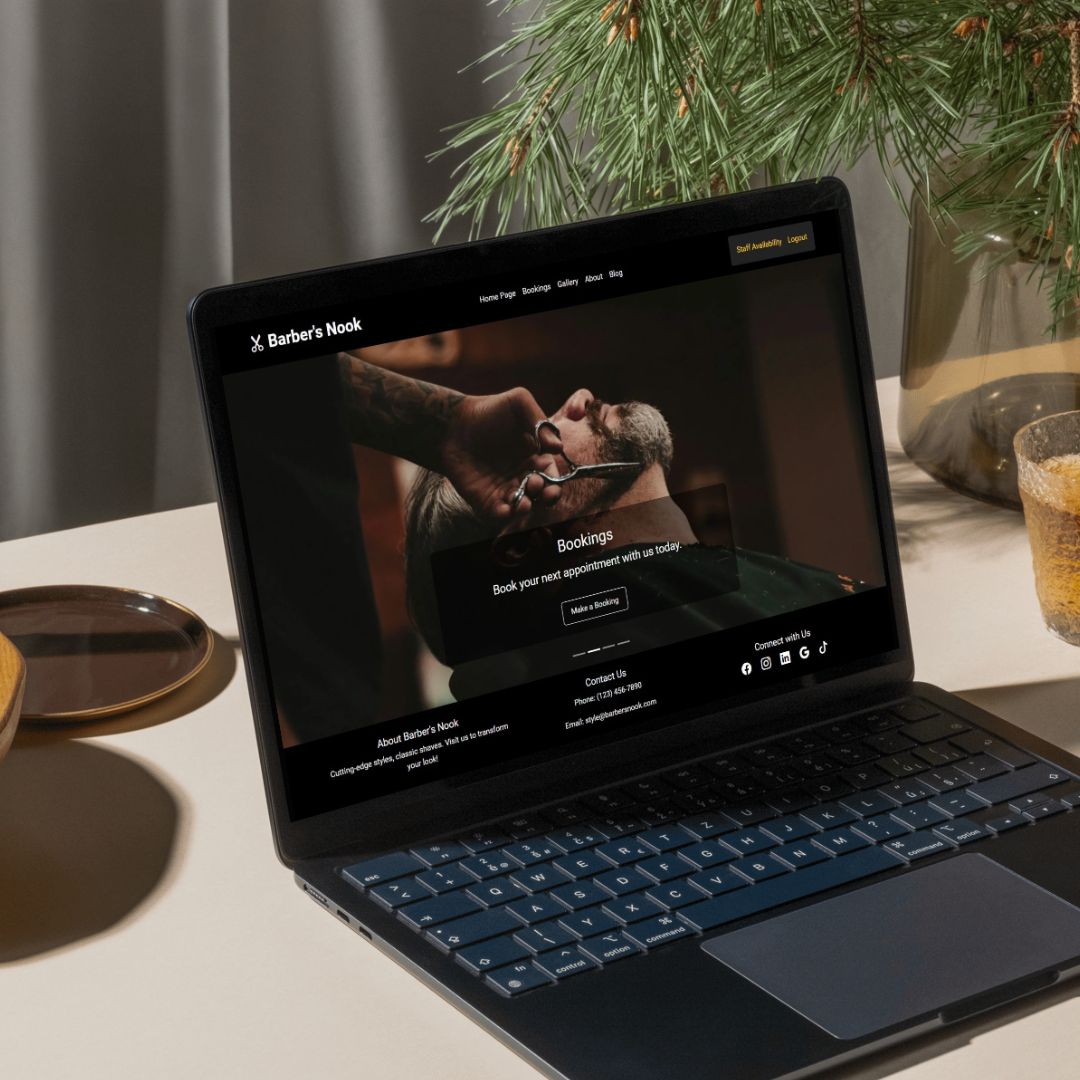 Staff Availability Logout
Home Page Bookings Gallery About Blog
Barber's Nook
Bookings
Book your next appointment with us today.
Make a Booking
About Barber's Nook
Cutting-edge styles, classic shaves. Visit us to transform
your look!
Contact Us
Phone: (123) 456-7890
Email: style@barbersnook.com
Connect with Us
esc
Q W E R T Z U I O P
A S D F G H J K L
Y X C V B N M
fn control option command command option